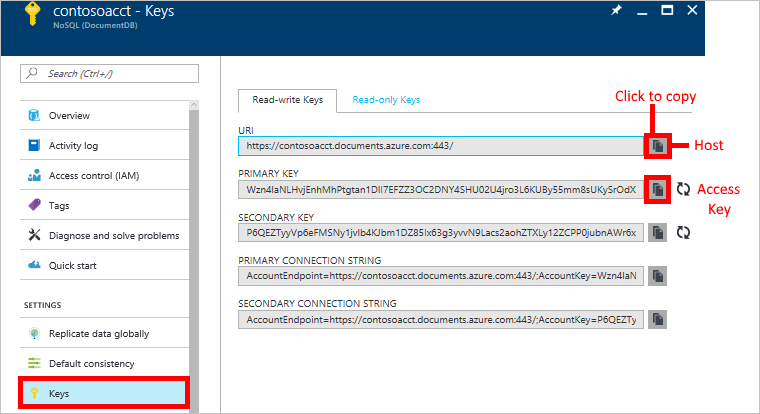 contosoacct - Keys
NoSQL (DocumentDB)
Search (Ctrl+/)
Overview
Activity log
Access control (IAM)
Tags
Diagnose and solve problems
Quick start
SETTINGS
Replicate data globally
Default consistency
Keys
Read-write Keys
Read-only Keys
Click to copy
URI
https://contosoacct.documents.azure.com:443/
Host
PRIMARY KEY
Wzn4IaNLHvjEnhMhPtgtan1DII7EFZZ3OC2DNY4SHU02U4jro3L6KUBy55mm8sUKySrOdX
Access
Key
SECONDARY KEY
P6QEZTyyVp6eFMSNy1jvIb4KJbm1DZ85Ix63g3yvvN9Lacs2aohZTXLy12ZCPP0jubnAWr6x
PRIMARY CONNECTION STRING
AccountEndpoint=https://contosoacct.documents.azure.com:443/;AccountKey=Wzn4IaN
SECONDARY CONNECTION STRING
AccountEndpoint=https://contosoacct.documents.azure.com:443/;AccountKey=P6QEZTy